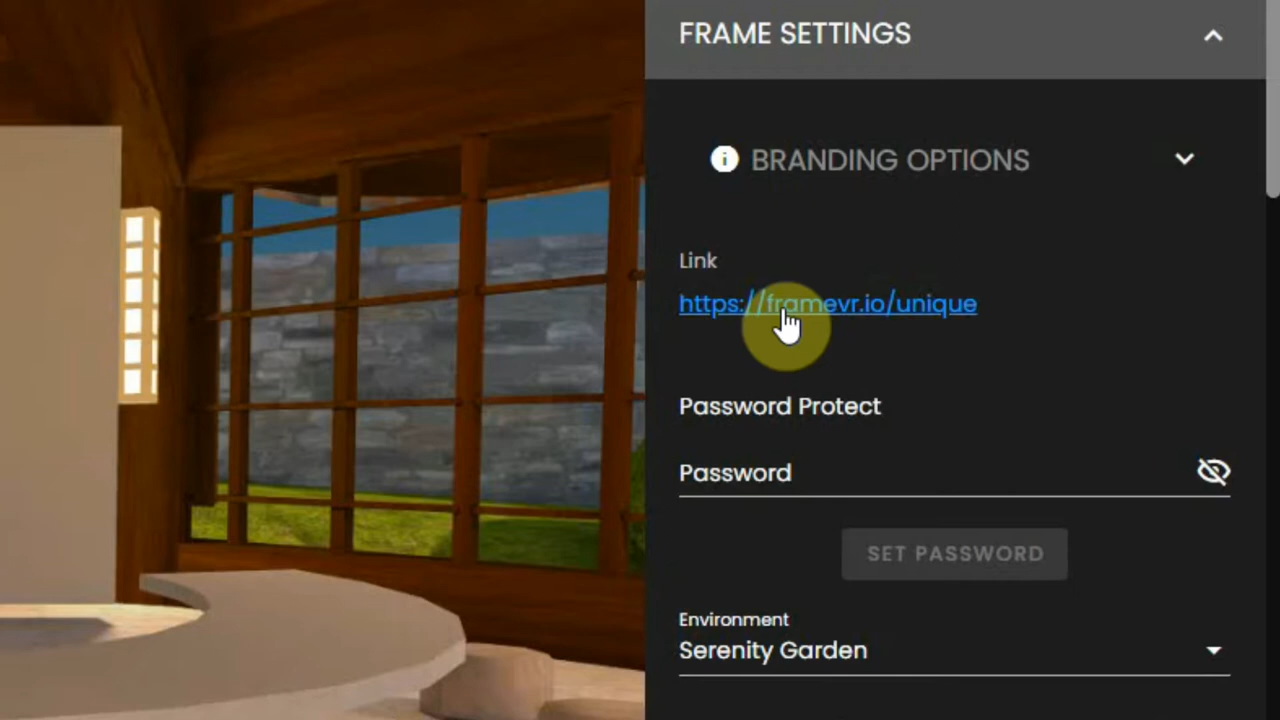 FRAME SETTINGS
BRANDING OPTIONS
Link
https://framevr.io/unique
Password Protect
Password
SET PASSWORD
Environment
Serenity Garden